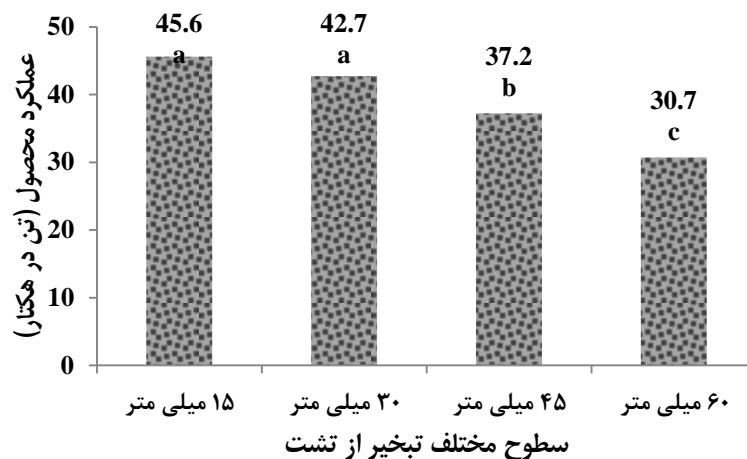 عملکرد محصول (تن در هکتار)
50
40
30
20
10
0
45.6
a
42.7
a
37.2
b
30.7
c
۱۵ میلی متر
۳۰ میلی متر
۴۵ میلی متر
۶۰ میلی متر
سطوح مختلف تبخیر از تشت